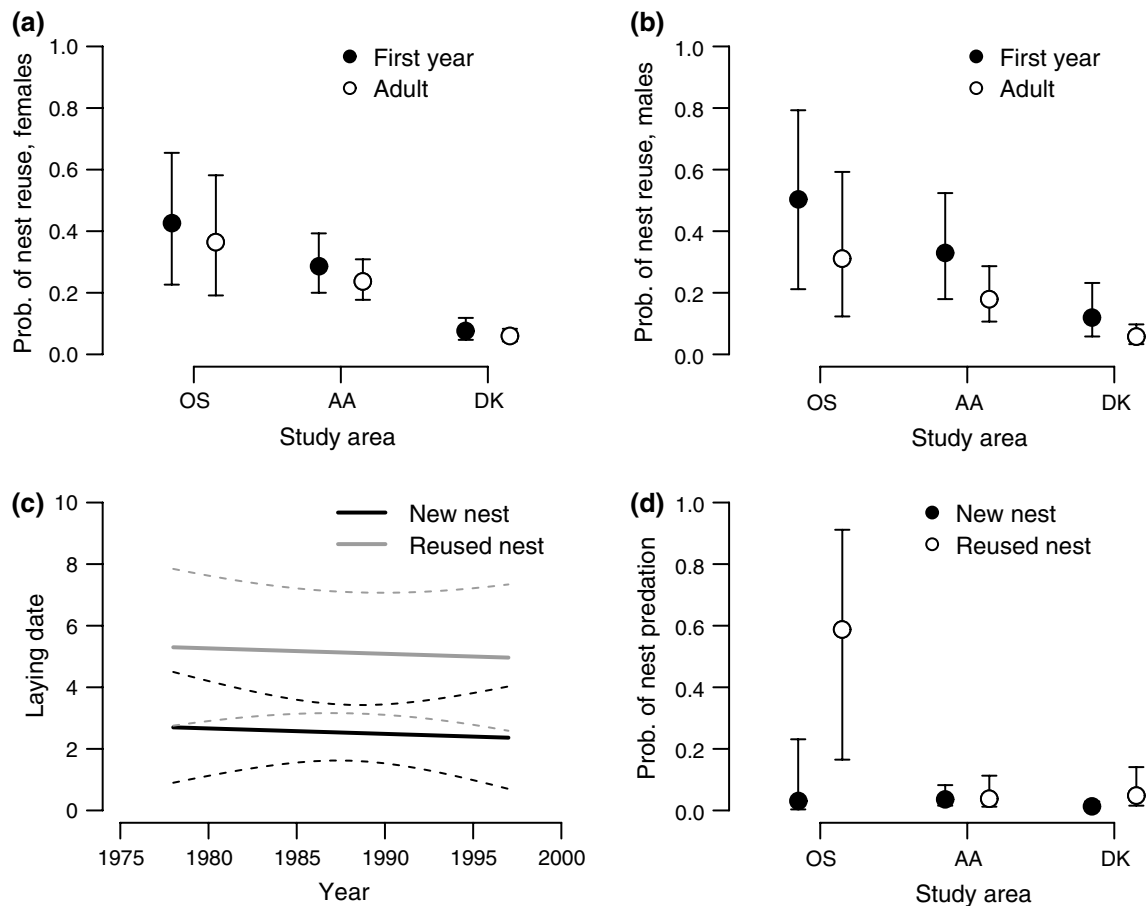 (a)
Prob. of nest reuse, females
1.0
0.8
0.6
0.4
0.2
0.0
First year
Adult
OS AA DK
Study area
(b)
Prob. of nest reuse, males
1.0
0.8
0.6
0.4
0.2
0.0
First year
Adult
OS AA DK
Study area
(c)
Laying date
10
8
6
4
2
0
New nest
Reused nest
1975 1980 1985 1990 1995 2000
Year
(d)
Prob. of nest predation
1.0
0.8
0.6
0.4
0.2
0.0
New nest
Reused nest
OS AA DK
Study area